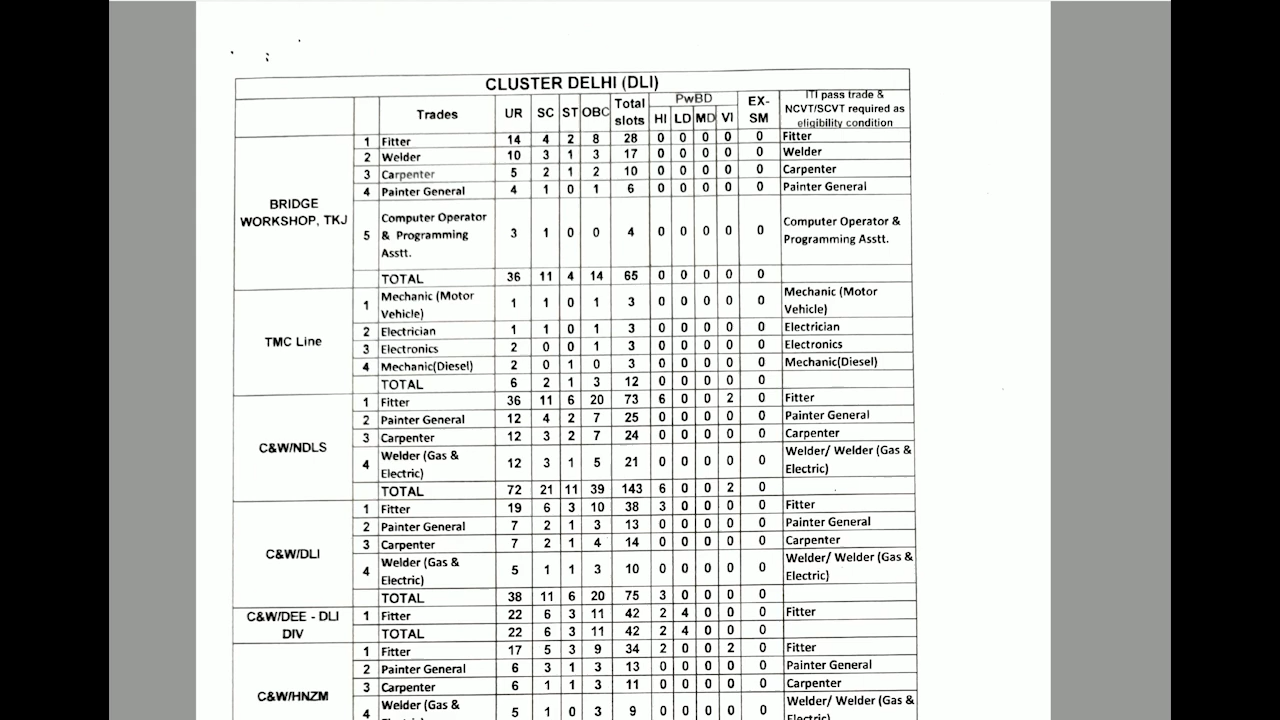 CLUSTER DELHI (DLI)
Trades UR SC ST OBC Total slots PwBD HI LD MD VI EX-SM ITI pass trade & NCVT/SCVT required as eligibility condition
BRIDGE WORKSHOP, TKJ
1 Fitter 14 4 2 8 28 0 0 0 0 0 Fitter
2 Welder 10 3 1 3 17 0 0 0 0 0 Welder
3 Carpenter 5 2 1 2 10 0 0 0 0 0 Carpenter
4 Painter General 4 1 0 1 6 0 0 0 0 0 Painter General
5 Computer Operator & Programming Asstt. 3 1 0 0 4 0 0 0 0 0 Computer Operator & Programming Asstt.
TOTAL 36 11 4 14 65 0 0 0 0 0
TMC Line
1 Mechanic (Motor Vehicle) 1 1 0 1 3 0 0 0 0 0 Mechanic (Motor Vehicle)
2 Electrician 1 1 0 1 3 0 0 0 0 0 Electrician
3 Electronics 2 0 0 1 3 0 0 0 0 0 Electronics
4 Mechanic(Diesel) 2 0 1 0 3 0 0 0 0 0 Mechanic(Diesel)
TOTAL 6 2 1 3 12 0 0 0 0 0
C&W/NDLS
1 Fitter 36 11 6 20 73 6 0 0 2 0 Fitter
2 Painter General 12 4 2 7 25 0 0 0 0 0 Painter General
3 Carpenter 12 3 2 7 24 0 0 0 0 0 Carpenter
4 Welder (Gas & Electric) 12 3 1 5 21 0 0 0 0 0 Welder/ Welder (Gas & Electric)
TOTAL 72 21 11 39 143 6 0 0 2 0
C&W/DLI
1 Fitter 19 6 3 10 38 3 0 0 0 0 Fitter
2 Painter General 7 2 1 3 13 0 0 0 0 0 Painter General
3 Carpenter 7 2 1 4 14 0 0 0 0 0 Carpenter
4 Welder (Gas & Electric) 5 1 1 3 10 0 0 0 0 0 Welder/ Welder (Gas & Electric)
TOTAL 38 11 6 20 75 3 0 0 0 0
C&W/DEE - DLI DIV
1 Fitter 22 6 3 11 42 2 4 0 0 0 Fitter
TOTAL 22 6 3 11 42 2 4 0 0 0
C&W/HNZM
1 Fitter 17 5 3 9 34 2 0 0 2 0 Fitter
2 Painter General 6 3 1 3 13 0 0 0 0 0 Painter General
3 Carpenter 6 1 1 3 11 0 0 0 0 0 Carpenter
4 Welder (Gas & 5 1 0 3 9 0 0 0 0 0 Welder/ Welder (Gas &